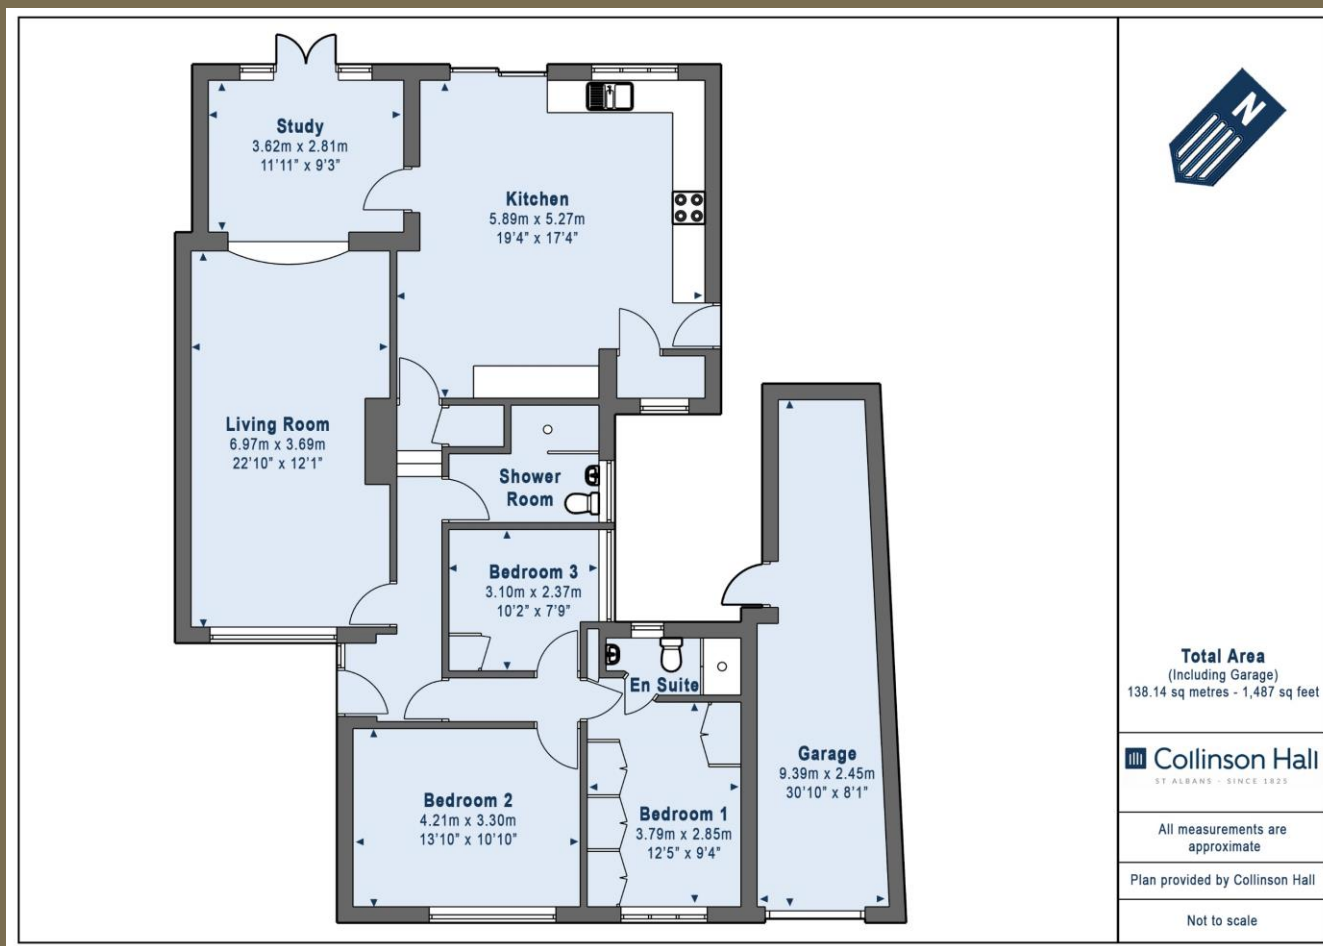 Study
3.62m x 2.81m
11'11" x 9'3"
Kitchen
5.89m x 5.27m
19'4" x 17'4"
Living Room
6.97m x 3.69m
22'10" x 12'1"
Shower
Room
Bedroom 3
3.10m x 2.37m
10'2" x 7'9"
En Suite
Bedroom 2
4.21m x 3.30m
13'10" x 10'10"
Bedroom 1
3.79m x 2.85m
12'5" x 9'4"
Garage
9.39m x 2.45m
30'10" x 8'1"
N
Total Area
(Including Garage)
138.14 sq metres - 1,487 sq feet
Collinson Hall
ST ALBANS - SINCE 1825
All measurements are
approximate
Plan provided by Collinson Hall
Not to scale